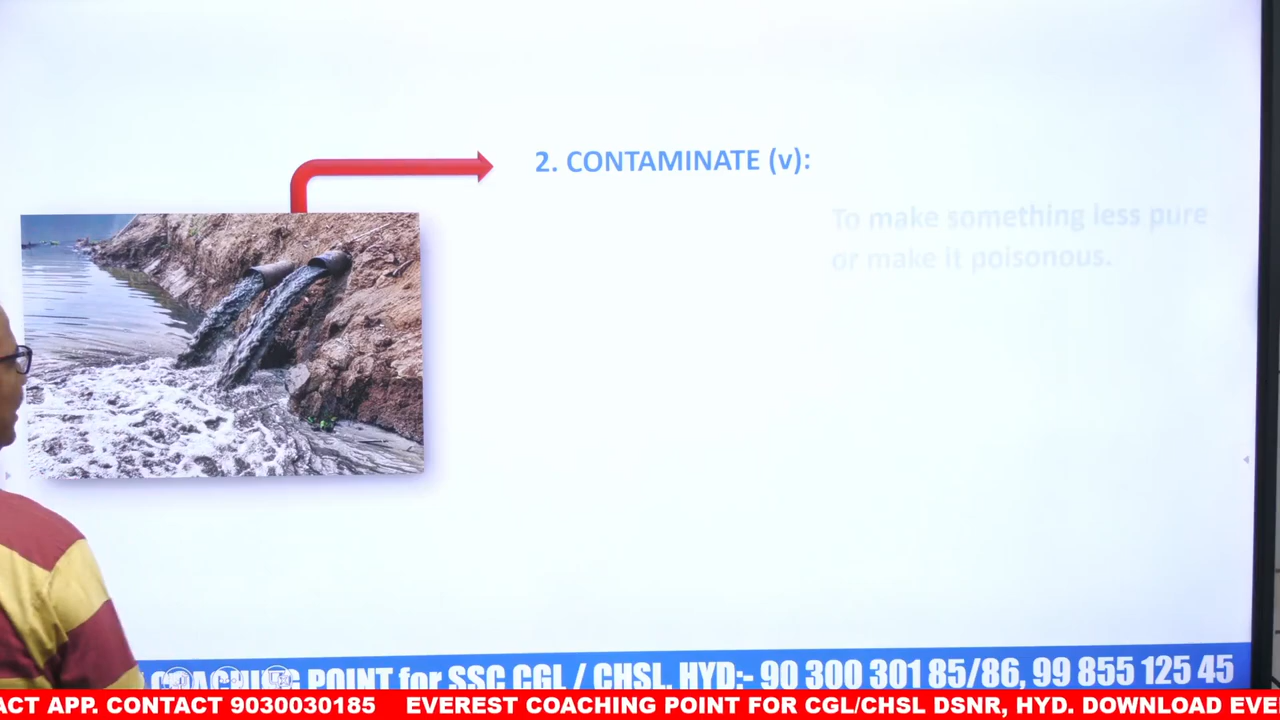 2. CONTAMINATE (v):
To make something less pure
or make it poisonous.
COACHING POINT for SSC CGL / CHSL, HYD:- 90 300 301 85/86, 99 855 125 45
ACT APP. CONTACT 9030030185 EVEREST COACHING POINT FOR CGL/CHSL DSNR, HYD. DOWNLOAD EVE